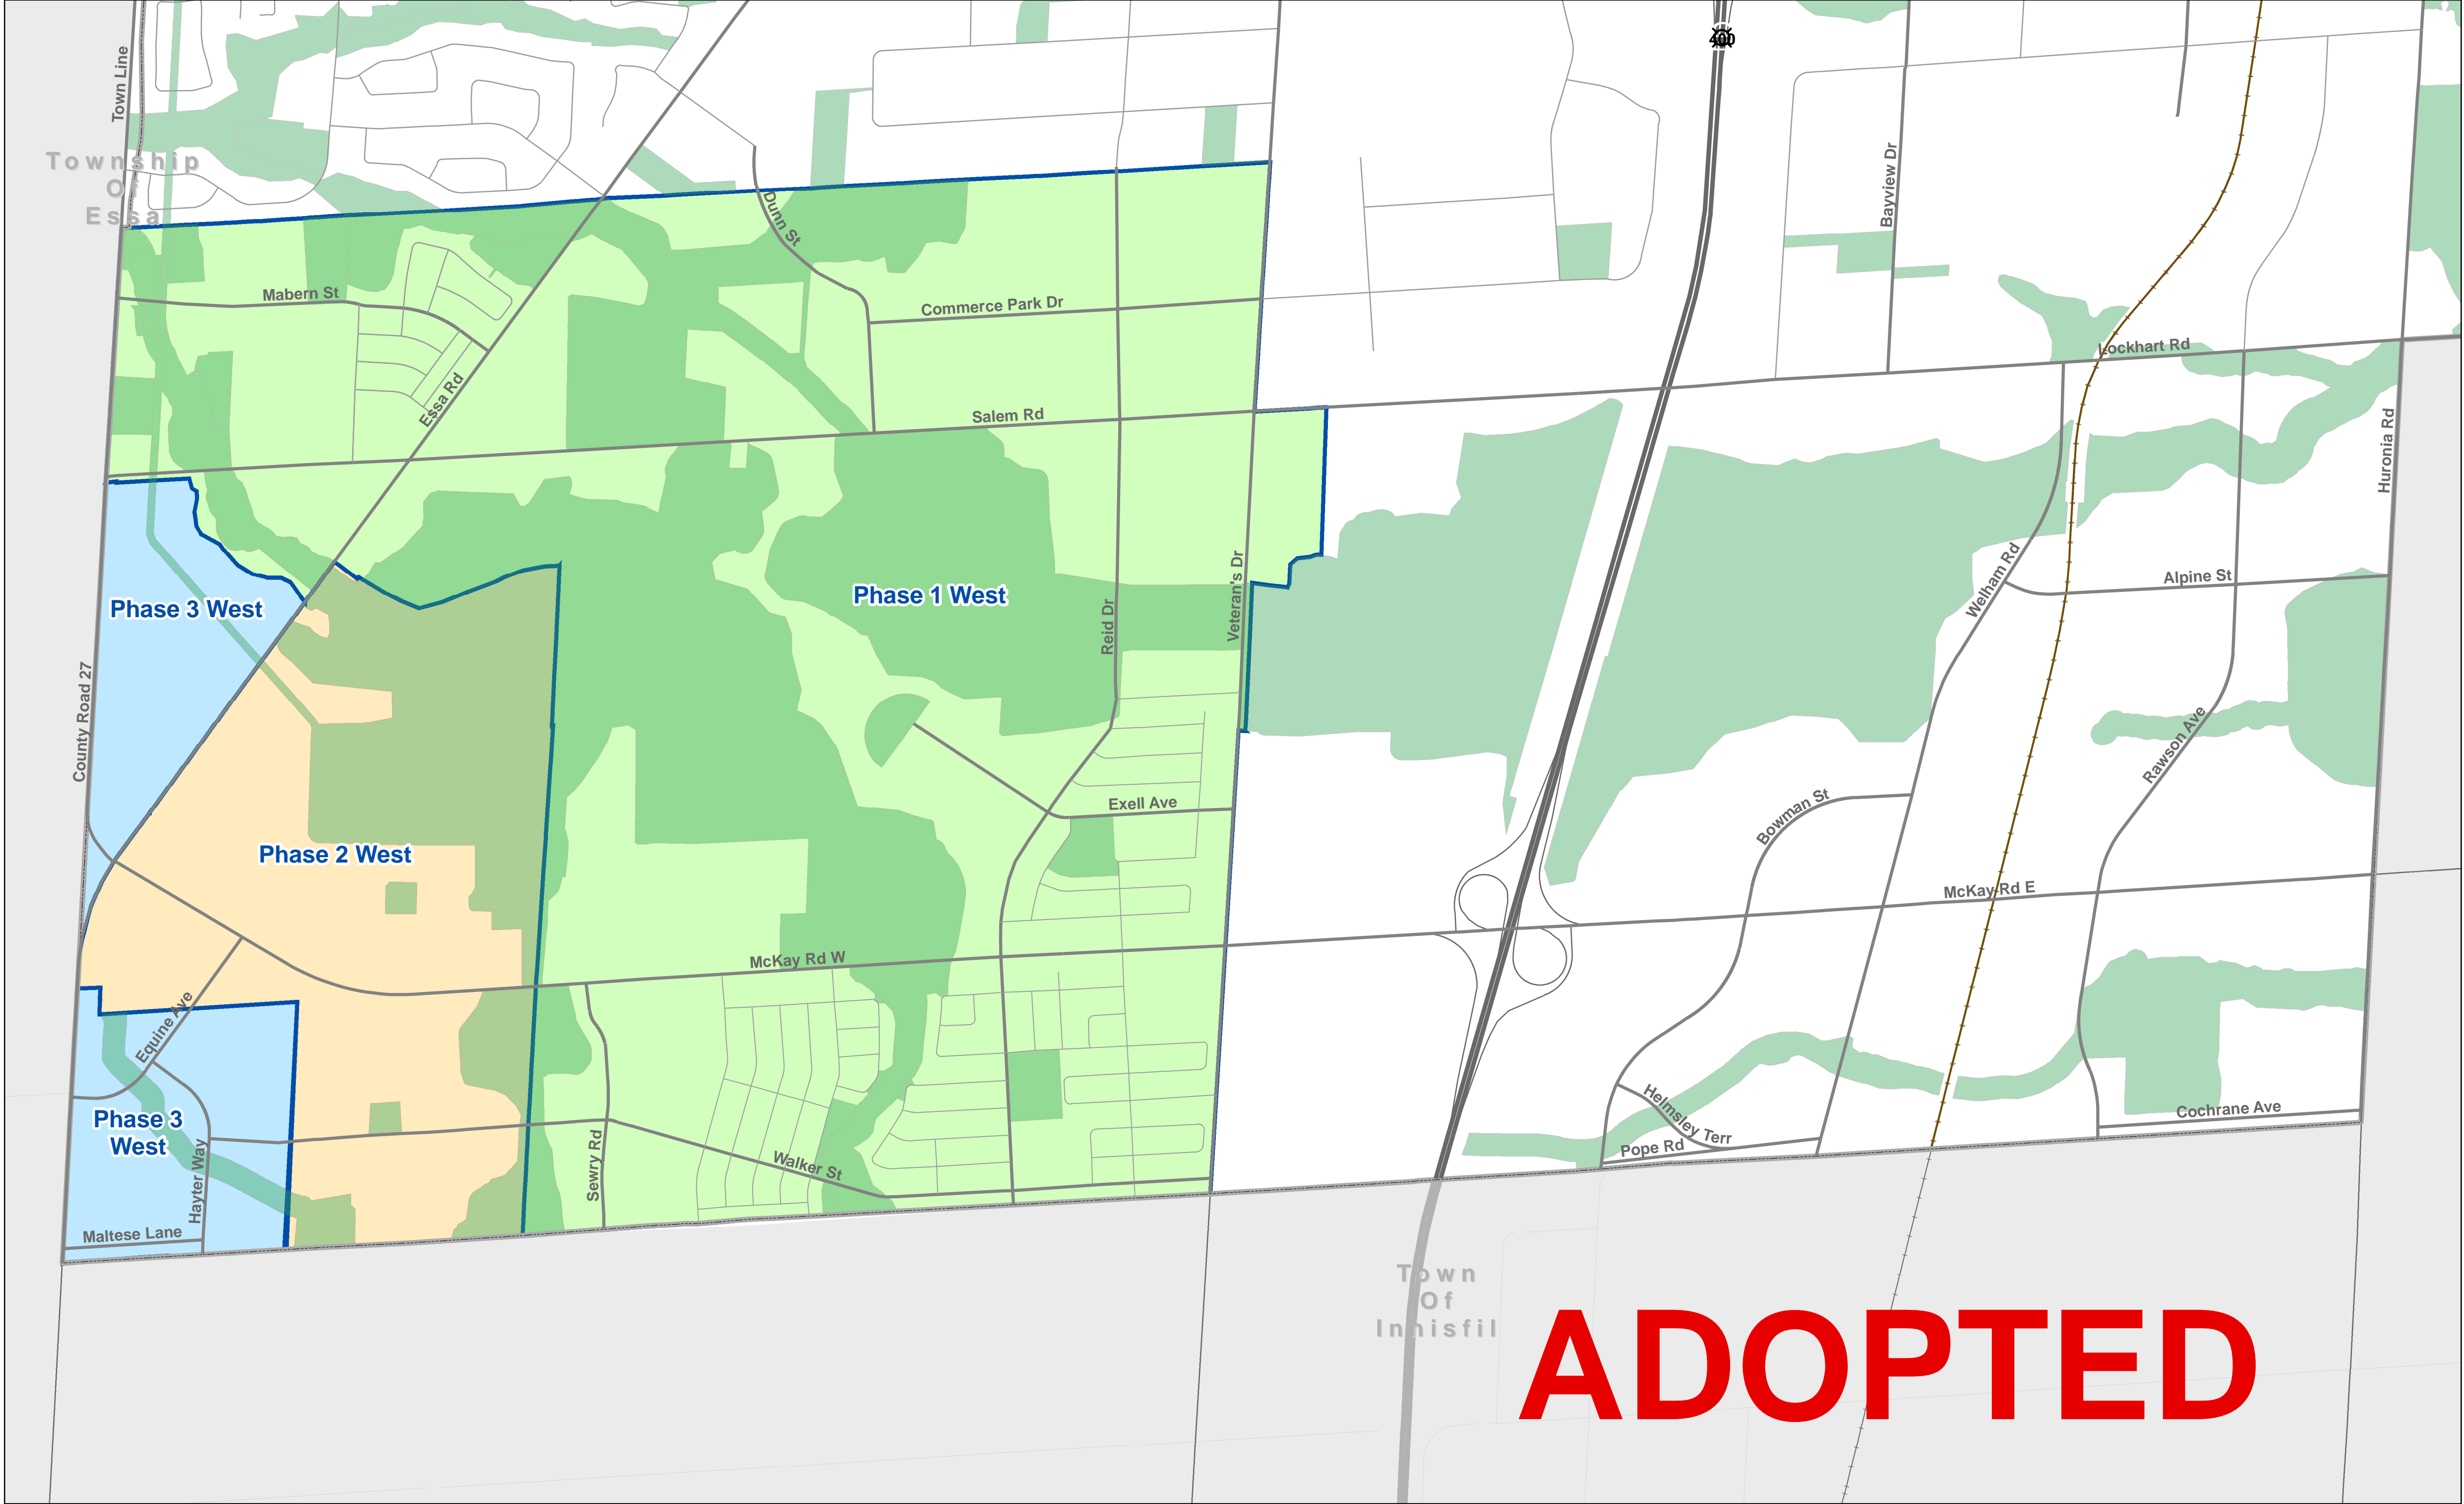 400
Town Line
Township
Of
Essa
Bayview Dr
Dunn St
Mabern St
Commerce Park Dr
Lockhart Rd
Essa Rd
Salem Rd
Huronia Rd
Phase 3 West
Phase 1 West
Reid Dr
Veteran's Dr
Welham Rd
Alpine St
County Road 27
Rawson Ave
Exell Ave
Bowman St
Phase 2 West
McKay Rd E
McKay Rd W
Equine Ave
Phase 3
West
Helmsley Terr
Cochrane Ave
Pope Rd
Sewry Rd
Walker St
Hayter Way
Maltese Lane
Town
Of
Innisfil
ADOPTED